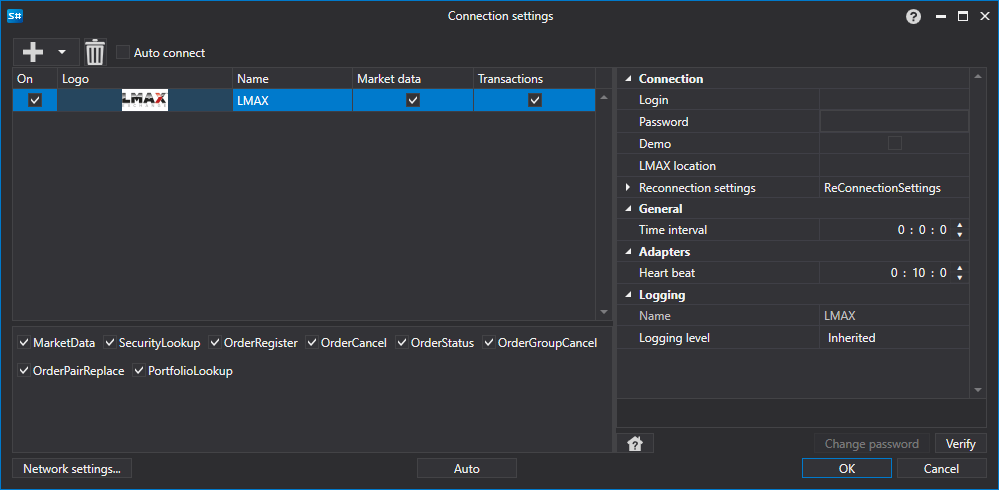 S#
Connection settings
?
Auto connect
On Logo Name Market data Transactions
LMAX
EXCHANGE
LMAX
MarketData SecurityLookup OrderRegister OrderCancel OrderStatus OrderGroupCancel
OrderPairReplace PortfolioLookup
Connection
Login
Password
Demo
LMAX location
Reconnection settings ReConnectionSettings
General
Time interval 0 : 0 : 0
Adapters
Heart beat 0 : 10 : 0
Logging
Name LMAX
Logging level Inherited
Change password Verify
Network settings... Auto OK Cancel